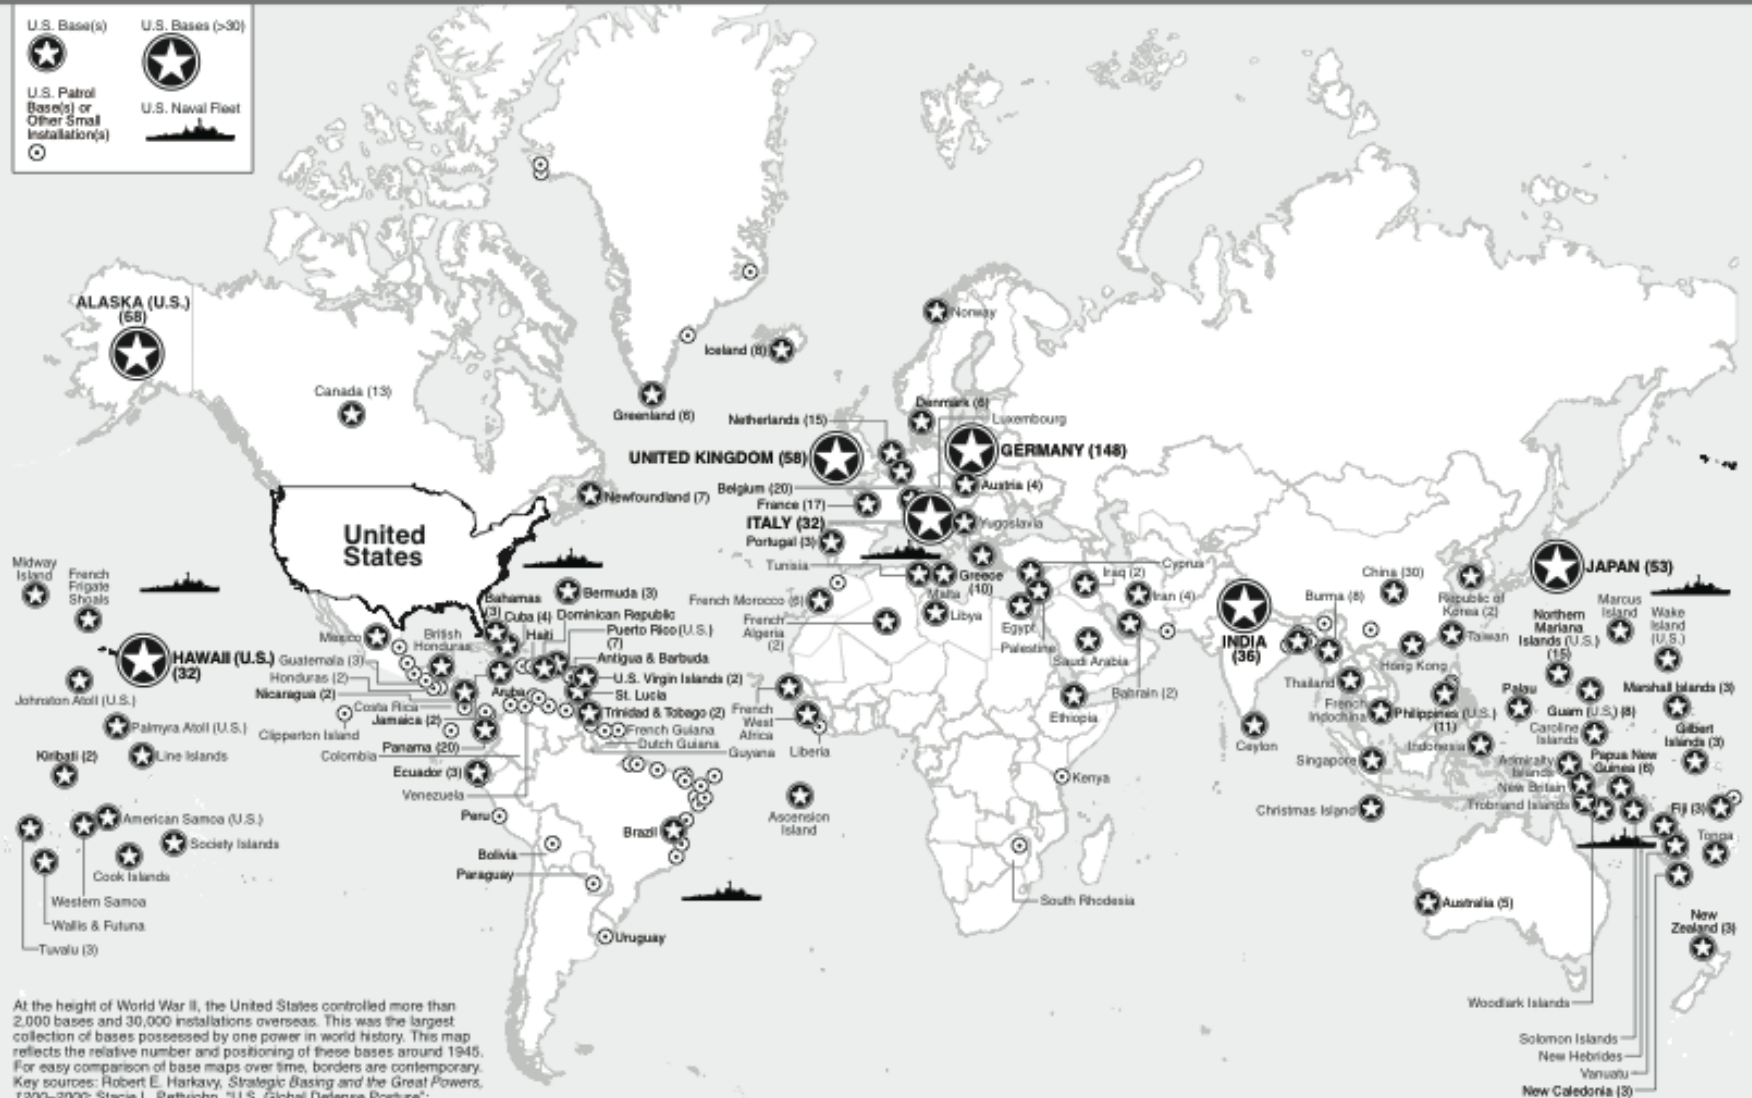 U.S. Base(s)
U.S. Bases (>30)
U.S. Patrol
Base(s) or
Other Small
Installation(s)
U.S. Naval Fleet
ALASKA (U.S.)
(68)
Canada (13)
Greenland (6)
Iceland (8)
Norway
Denmark (6)
Luxembourg
Netherlands (15)
GERMANY (148)
UNITED KINGDOM (58)
Belgium (20)
Austria (4)
France (17)
ITALY (32)
Yugoslavia
Portugal (3)
Newfoundland (7)
United
States
Midway
Island
French
Frigate
Shoals
HAWAII (U.S.)
(32)
Johnston Atoll (U.S.)
Palmyra Atoll (U.S.)
Kiribati (2)
Line Islands
American Samoa (U.S.)
Society Islands
Cook Islands
Western Samoa
Wallis & Futuna
Tuvalu (3)
Bermuda (3)
Bahamas
(3)
Cuba (4)
Dominican Republic
Haiti
Puerto Rico (U.S.)
(7)
Antigua & Barbuda
U.S. Virgin Islands (2)
St. Lucia
Aruba
Trinidad & Tobago (2)
French Guiana
Dutch Guiana
Guyana
Mexico
British
Honduras
Guatemala (3)
Honduras (2)
Nicaragua (2)
Costa Rica
Jamaica (2)
Clipperton Island
Panama (20)
Colombia
Ecuador (3)
Venezuela
Peru
Brazil
Bolivia
Paraguay
Uruguay
Tunisia
Malta
Greece
(10)
Cyprus
French Morocco (6)
French
Algeria
(2)
Libya
Egypt
Palestine
Iraq (2)
Iran (4)
Saudi Arabia
Bahrain (2)
Ethiopia
French
West
Africa
Liberia
Ascension
Island
Kenya
South Rhodesia
INDIA
(36)
Burma (8)
China (30)
Republic of
Korea (2)
JAPAN (53)
Taiwan
Hong Kong
Thailand
French
Indochina
Ceylon
Singapore
Christmas Island
Philippines (U.S.)
(11)
Indonesia
Marcus
Island
Wake
Island
(U.S.)
Northern
Mariana
Islands (U.S.)
(15)
Palau
Guam (U.S.) (8)
Marshall Islands (3)
Caroline
Islands
Gilbert
Islands (3)
Admiralty
Islands
Papua New
Guinea (6)
New Britain
Trobriand Islands
Fiji (3)
Tonga
Australia (5)
New
Zealand (3)
Woodlark Islands
Solomon Islands
New Hebrides
Vanuatu
New Caledonia (3)
At the height of World War II, the United States controlled more than
2,000 bases and 30,000 installations overseas. This was the largest
collection of bases possessed by one power in world history. This map
reflects the relative number and positioning of these bases around 1945.
For easy comparison of base maps over time, borders are contemporary.
Key sources: Robert E. Harkavy, Strategic Basing and the Great Powers,
1200–2000; Stacie L. Pettyjohn, "U.S. Global Defense Posture";